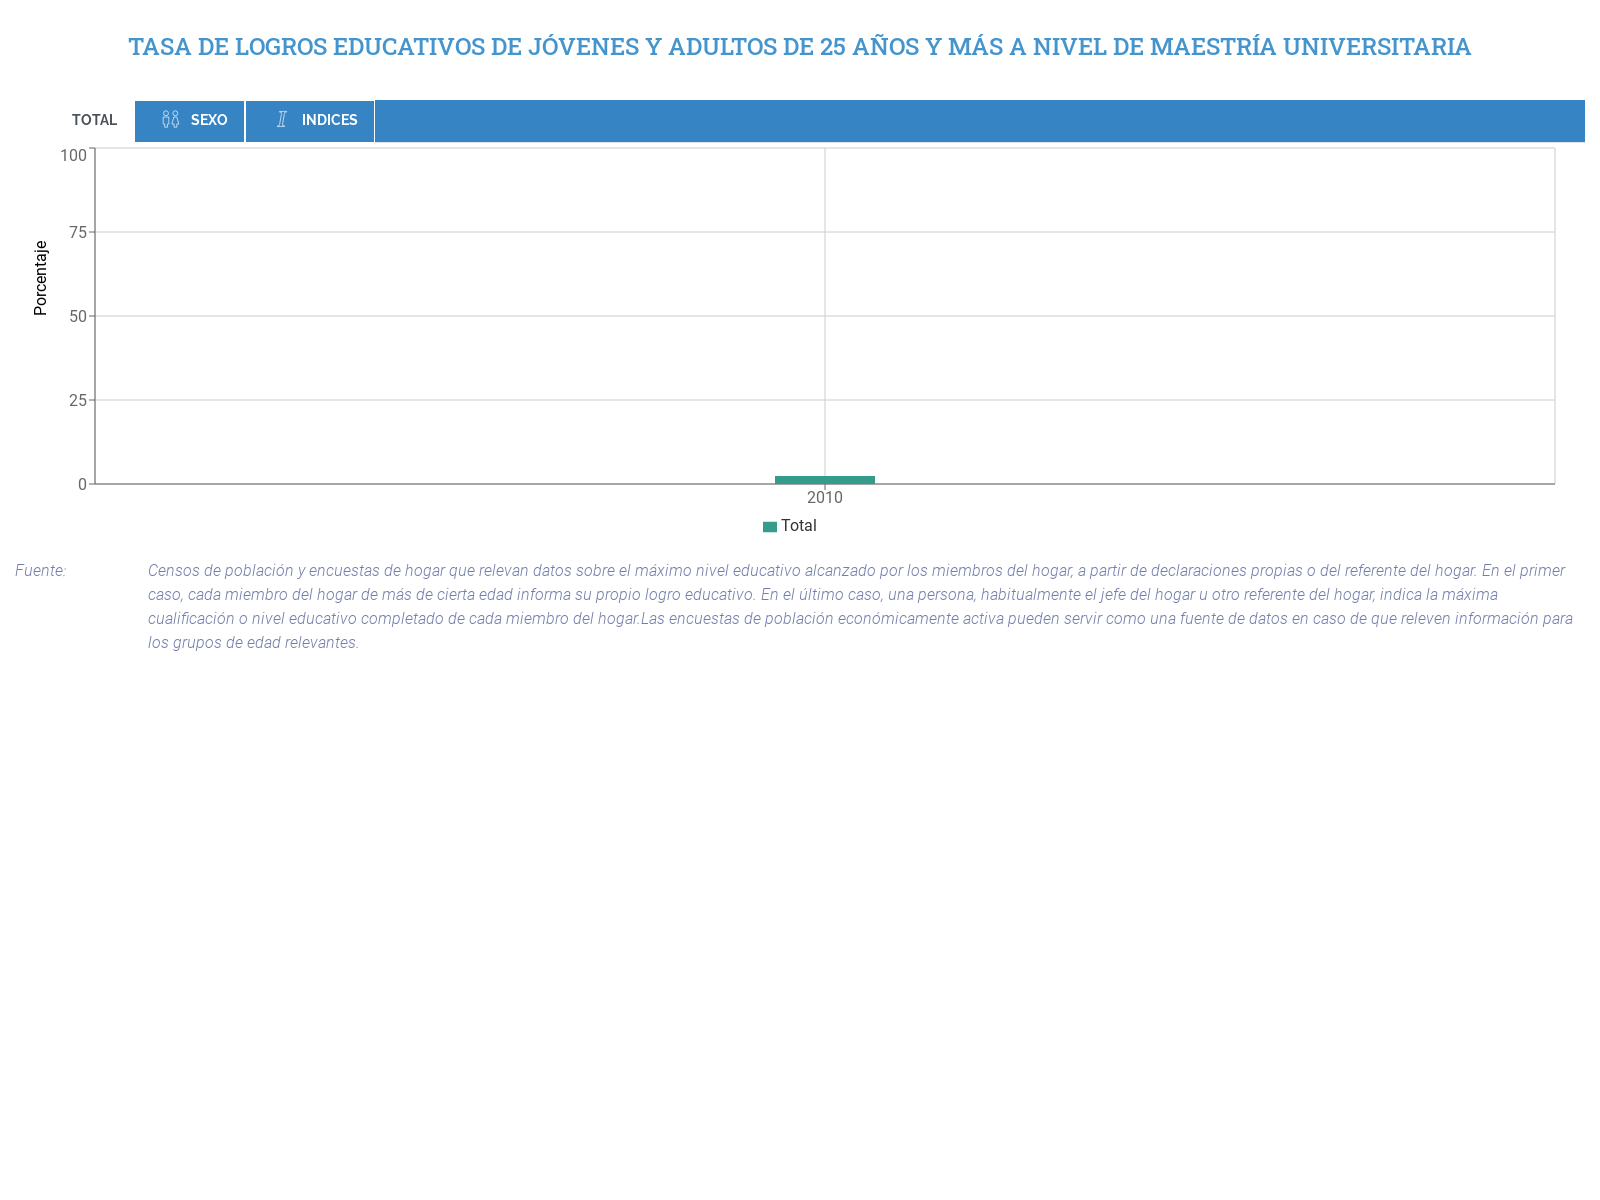 TASA DE LOGROS EDUCATIVOS DE JÓVENES Y ADULTOS DE 25 AÑOS Y MÁS A NIVEL DE MAESTRÍA UNIVERSITARIA
TOTAL
SEXO
INDICES
100
75
50
25
0
Porcentaje
2010
Total
Fuente:
Censos de población y encuestas de hogar que relevan datos sobre el máximo nivel educativo alcanzado por los miembros del hogar, a partir de declaraciones propias o del referente del hogar. En el primer
caso, cada miembro del hogar de más de cierta edad informa su propio logro educativo. En el último caso, una persona, habitualmente el jefe del hogar u otro referente del hogar, indica la máxima
cualificación o nivel educativo completado de cada miembro del hogar.Las encuestas de población económicamente activa pueden servir como una fuente de datos en caso de que releven información para
los grupos de edad relevantes.